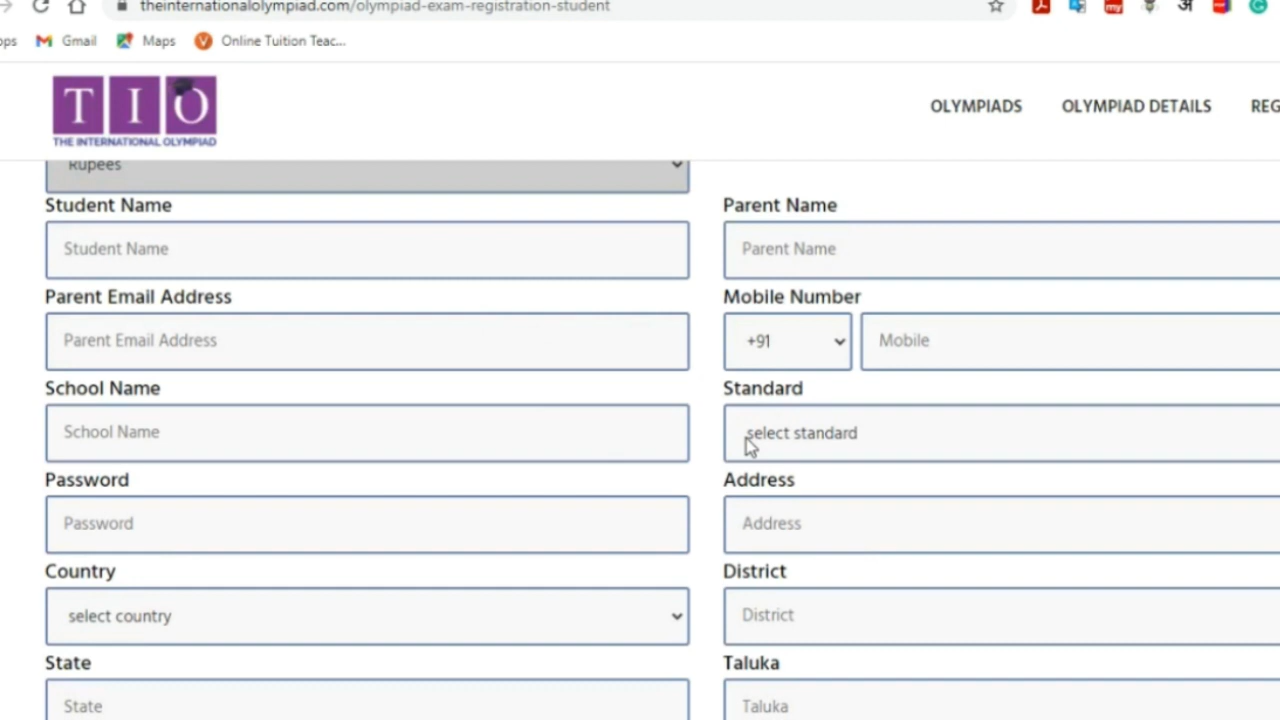 theinternationalolympiad.com/olympiad-exam-registration-student
Gmail Maps Online Tuition Teac...
TIO
THE INTERNATIONAL OLYMPIAD
OLYMPIADS OLYMPIAD DETAILS REG
Rupees
Student Name Parent Name
Student Name Parent Name
Parent Email Address Mobile Number
Parent Email Address +91 Mobile
School Name Standard
School Name select standard
Password Address
Password Address
Country District
select country District
State Taluka
State Taluka